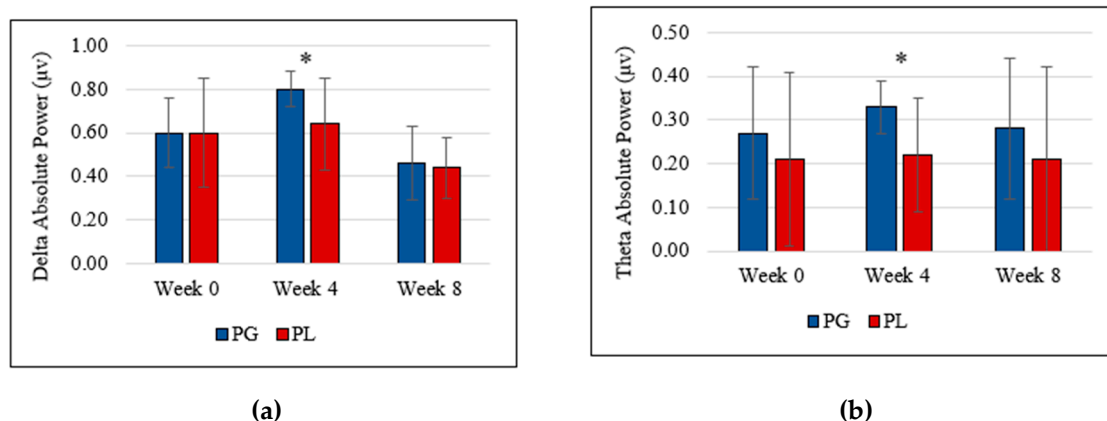 Delta Absolute Power (µv)
1.00
0.80
0.60
0.40
0.20
0.00
*
Week 0 Week 4 Week 8
PG PL
(a)
Theta Absolute Power (µv)
0.50
0.40
0.30
0.20
0.10
0.00
*
Week 0 Week 4 Week 8
PG PL
(b)